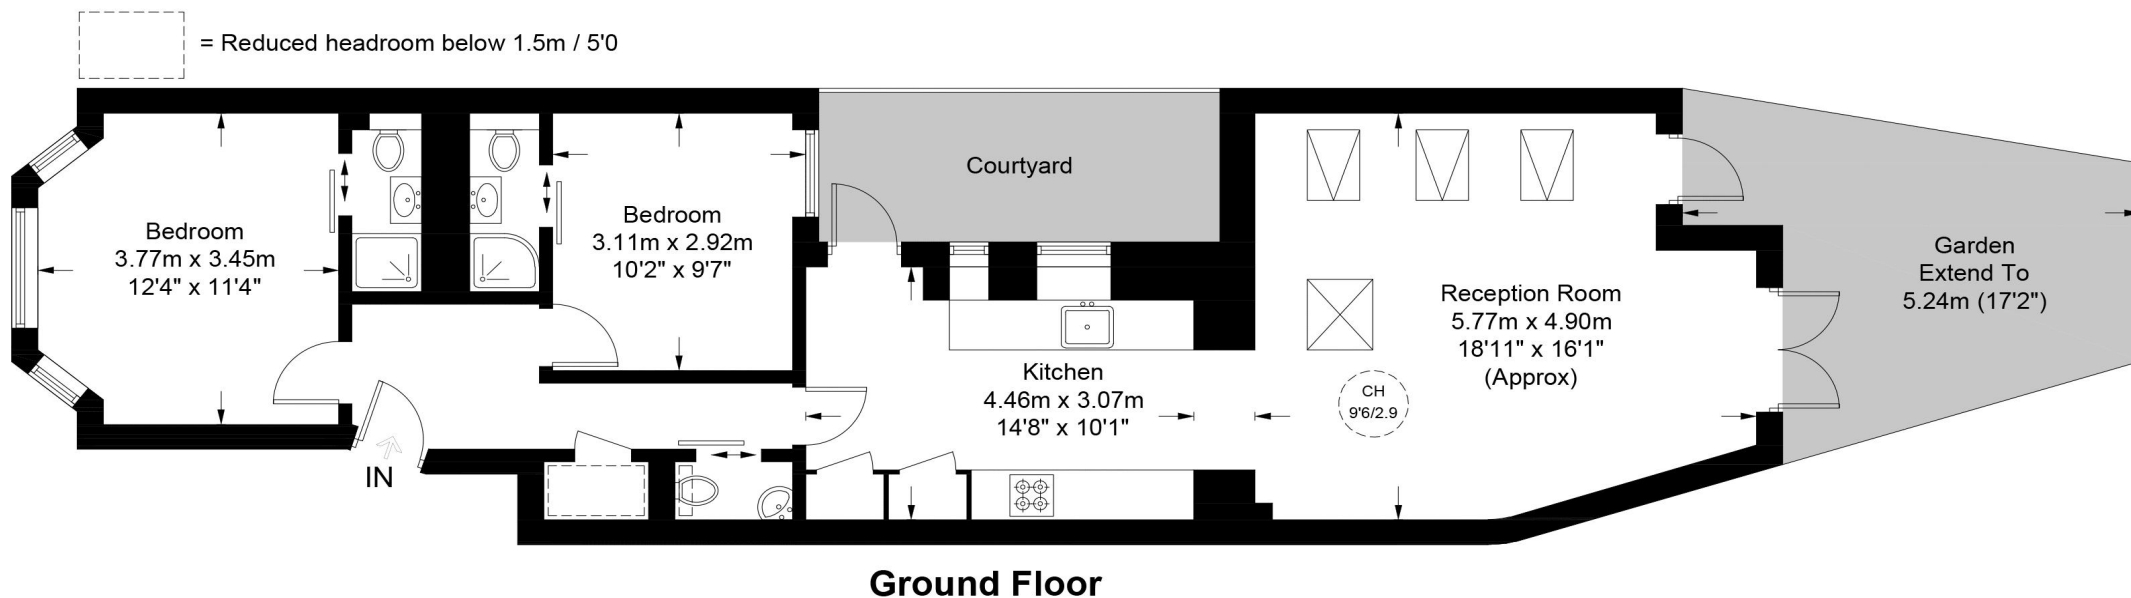 = Reduced headroom below 1.5m / 5'0
Bedroom
3.77m x 3.45m
12'4" x 11'4"
Bedroom
3.11m x 2.92m
10'2" x 9'7"
Courtyard
Kitchen
4.46m x 3.07m
14'8" x 10'1"
Reception Room
5.77m x 4.90m
18'11" x 16'1"
(Approx)
CH
9'6/2.9
Garden
Extend To
5.24m (17'2")
IN
Ground Floor